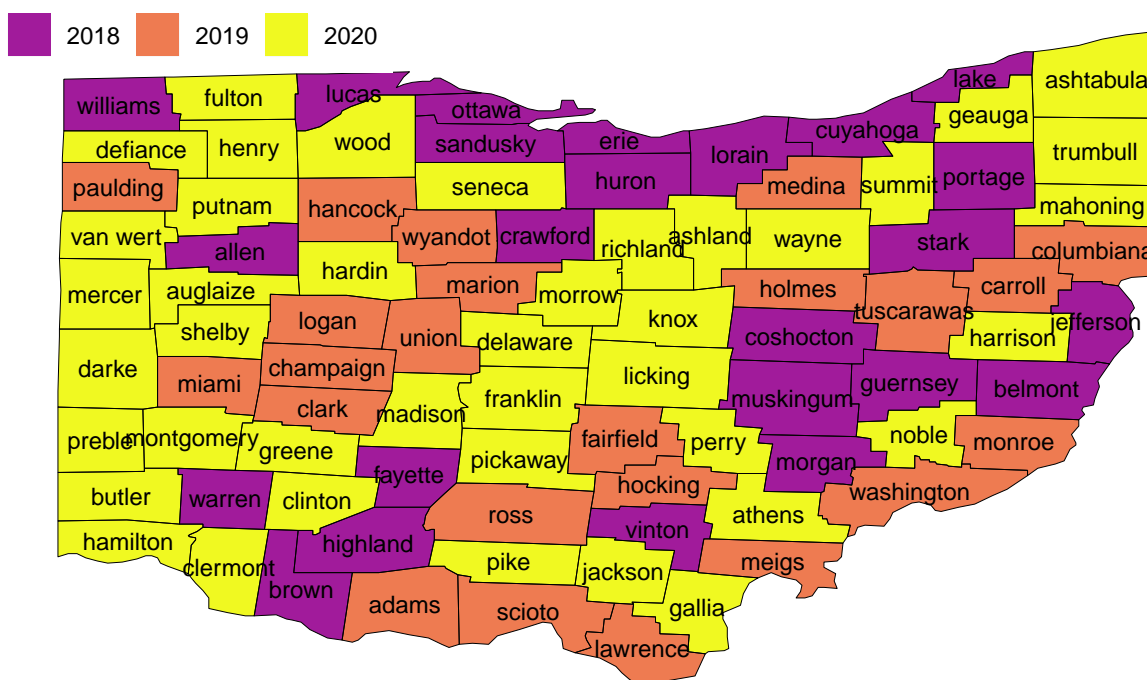 2018 2019 2020
williams fulton lucas ottawa lake ashtabula
defiance henry wood sandusky erie lorain cuyahoga geauga trumbull
paulding putnam hancock seneca huron medina summit portage mahoning
van wert allen wyandot crawford richland ashland wayne stark columbiana
mercer auglaize hardin marion morrow holmes tuscarawas carroll
shelby logan union delaware knox coshocton harrison jefferson
darke miami champaign licking guernsey belmont
clark madison franklin muskingum
preble montgomery greene pickaway fairfield perry morgan noble monroe
butler warren clinton fayette ross hocking athens washington
hamilton clermont highland pike vinton meigs
brown adams scioto jackson gallia
lawrence